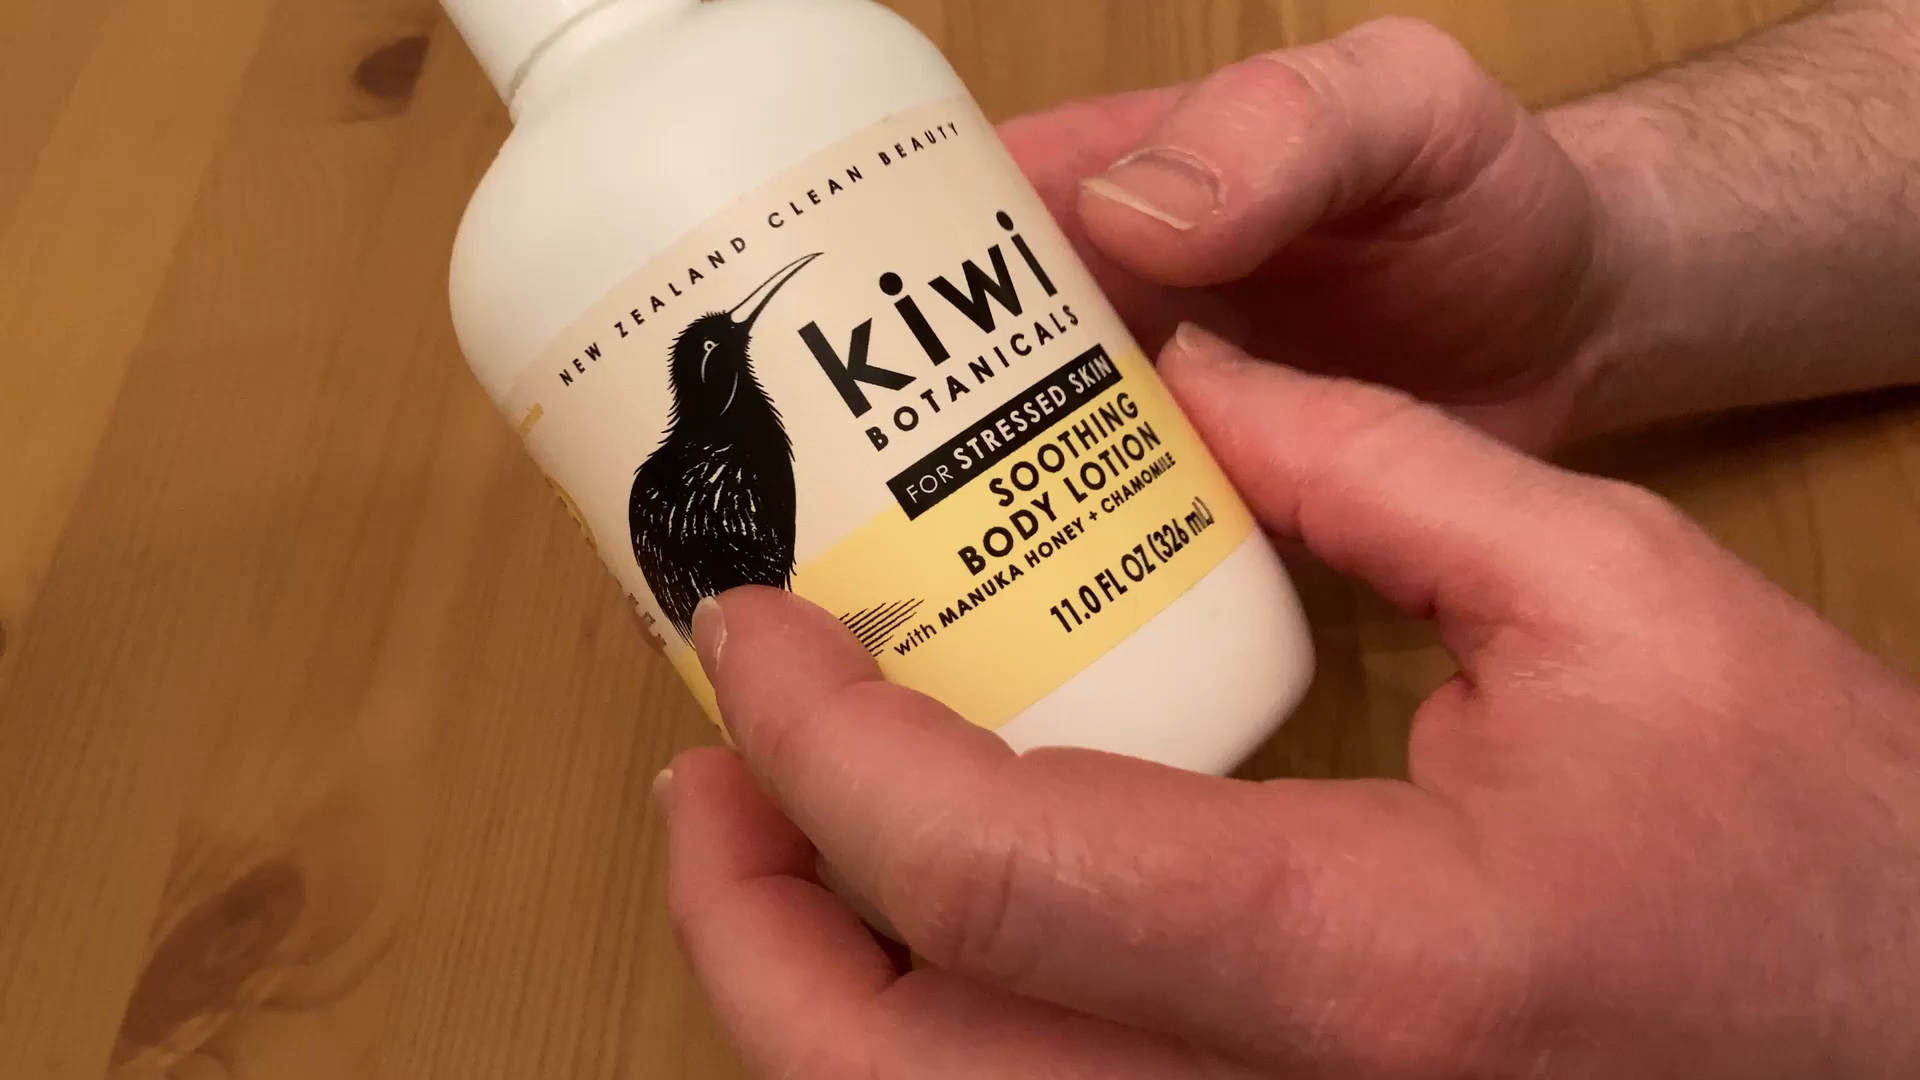 NEW ZEALAND CLEAN BEAUTY
kiwi
BOTANICALS
FOR STRESSED SKIN
SOOTHING
BODY LOTION
with MANUKA HONEY + CHAMOMILE
11.0 FL OZ (326 mL)